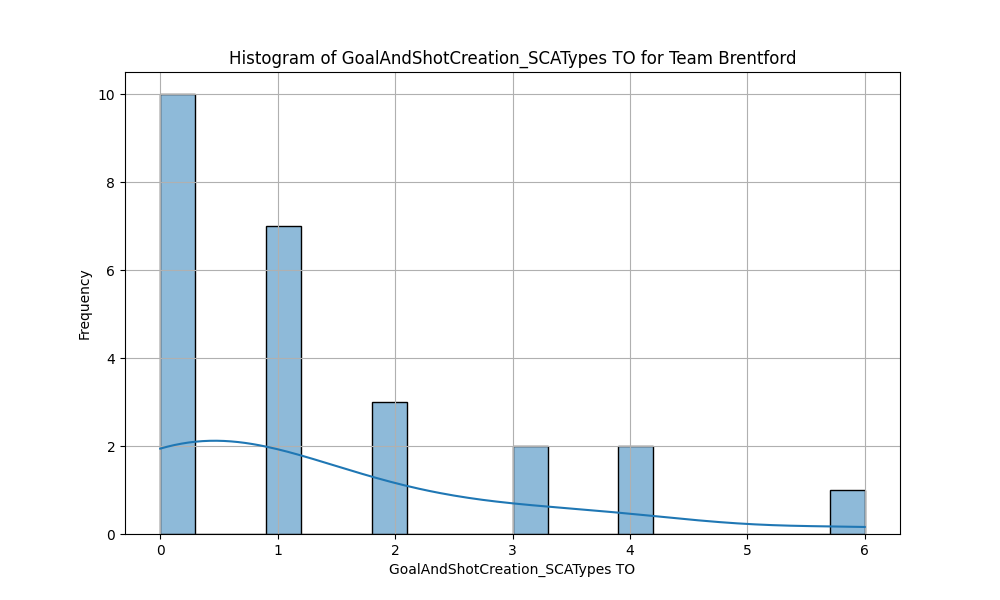 Histogram of GoalAndShotCreation_SCATypes TO for Team Brentford
10
8
6
4
2
0
Frequency
0 1 2 3 4 5 6
GoalAndShotCreation_SCATypes TO